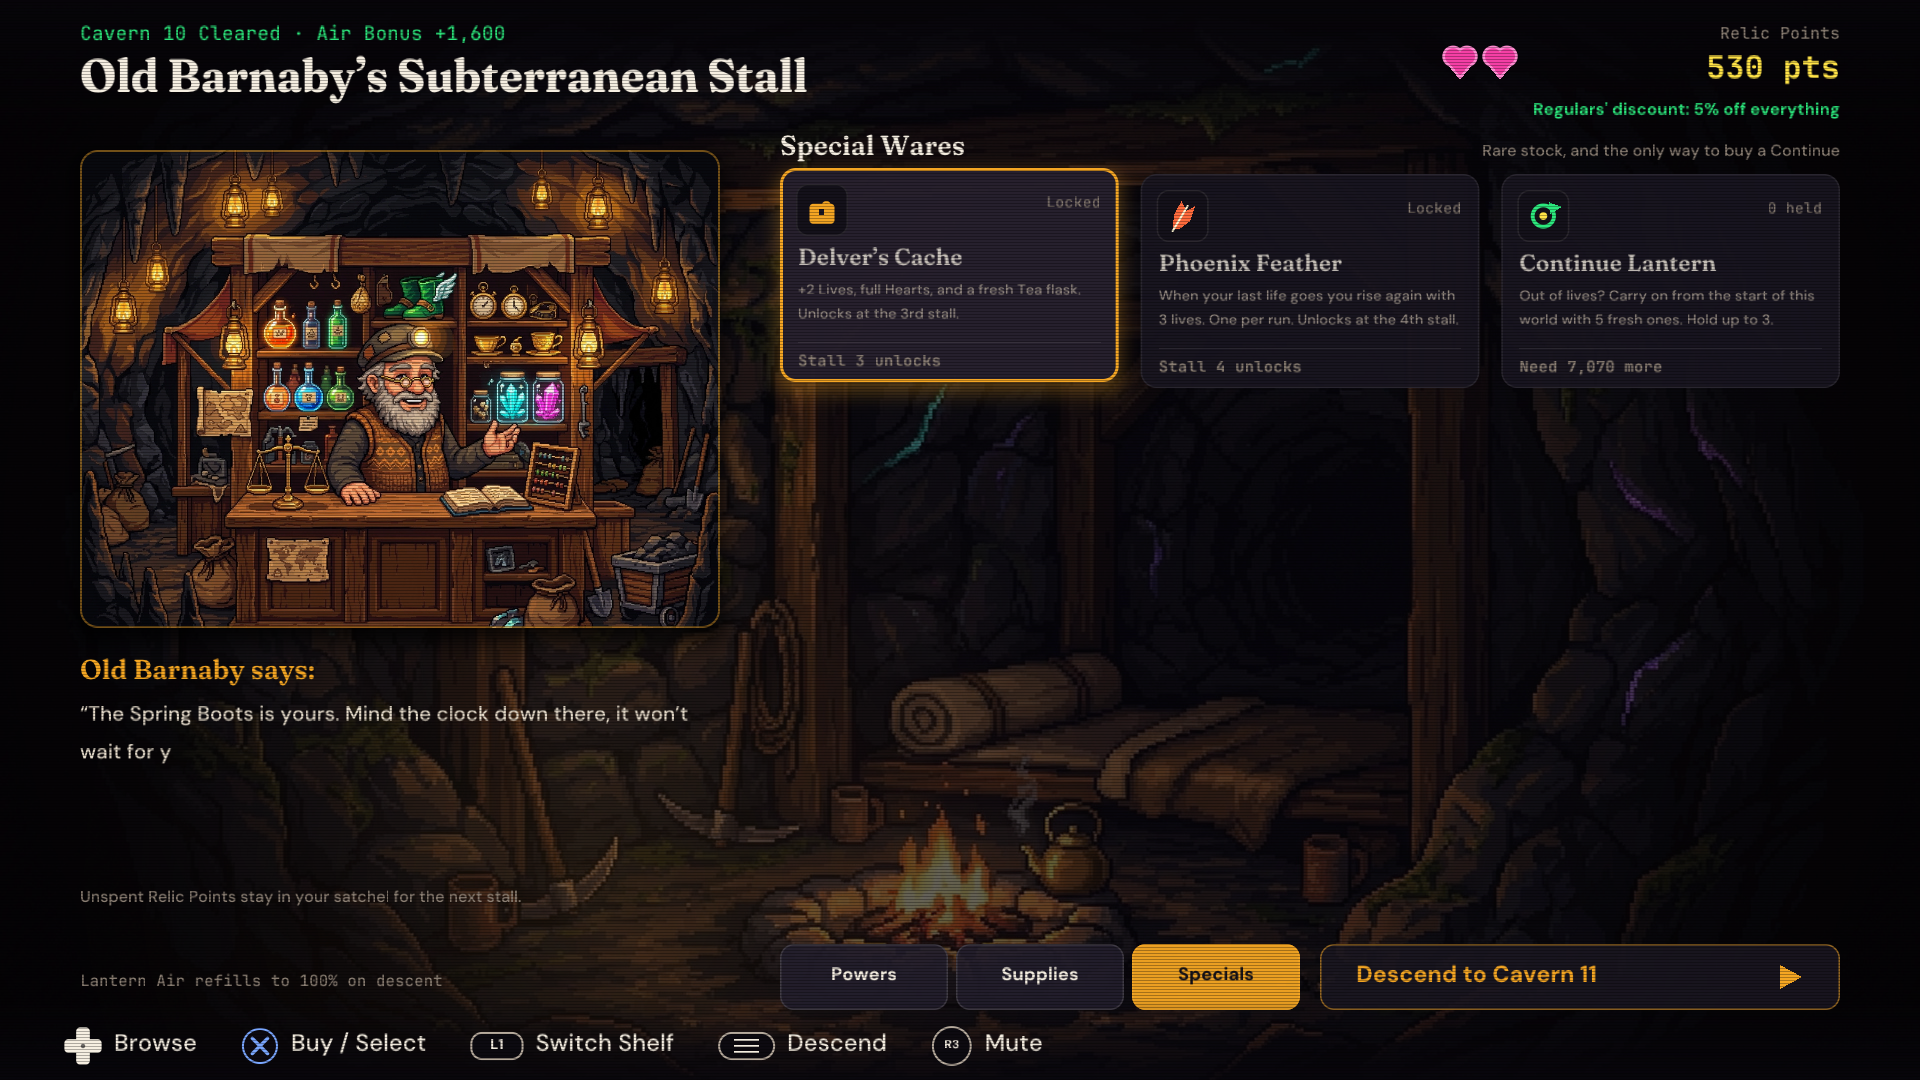 Cavern 10 Cleared · Air Bonus +1,600
Old Barnaby’s Subterranean Stall
Relic Points
530 pts
Regulars' discount: 5% off everything
Special Wares
Rare stock, and the only way to buy a Continue
Locked
Delver’s Cache
+2 Lives, full Hearts, and a fresh Tea flask.
Unlocks at the 3rd stall.
Stall 3 unlocks
Locked
Phoenix Feather
When your last life goes you rise again with
3 lives. One per run. Unlocks at the 4th stall.
Stall 4 unlocks
0 held
Continue Lantern
Out of lives? Carry on from the start of this
world with 5 fresh ones. Hold up to 3.
Need 7,070 more
Old Barnaby says:
“The Spring Boots is yours. Mind the clock down there, it won’t
wait for y
Unspent Relic Points stay in your satchel for the next stall.
Lantern Air refills to 100% on descent
Powers
Supplies
Specials
Descend to Cavern 11
Browse
Buy / Select
L1
Switch Shelf
Descend
R3
Mute